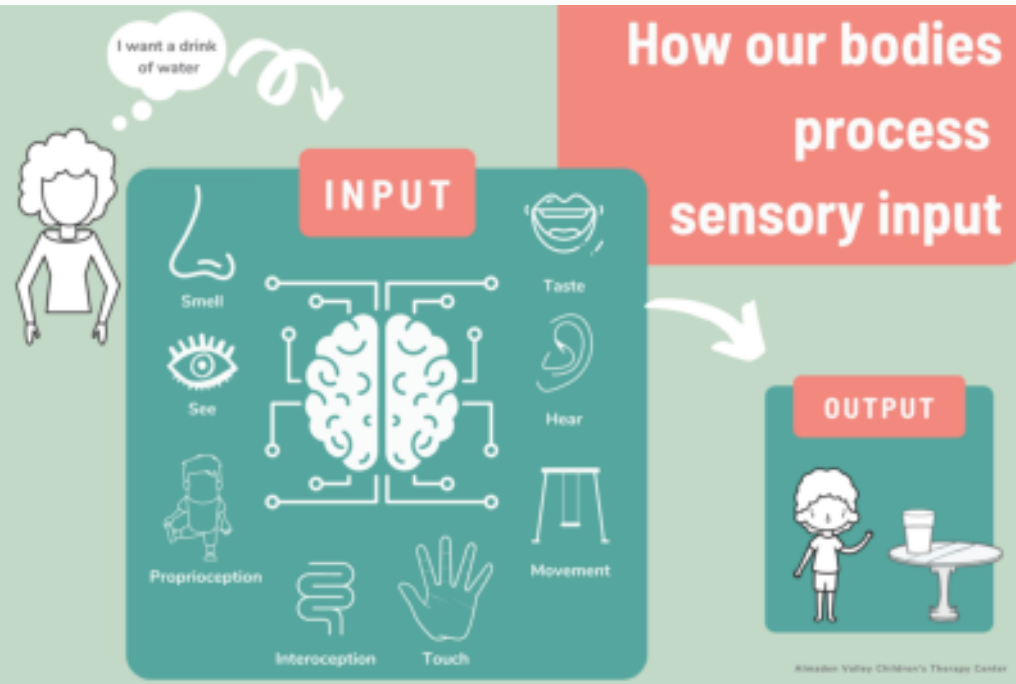 I want a drink
of water
How our bodies
process
sensory input
INPUT
Smell
Taste
See
Hear
Proprioception
Movement
Interoception
Touch
OUTPUT
Almaden Valley Children's Therapy Center